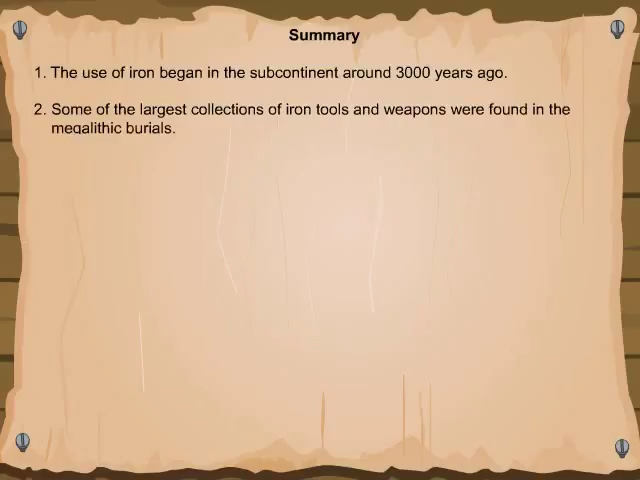 Summary
1. The use of iron began in the subcontinent around 3000 years ago.
2. Some of the largest collections of iron tools and weapons were found in the
megalithic burials.